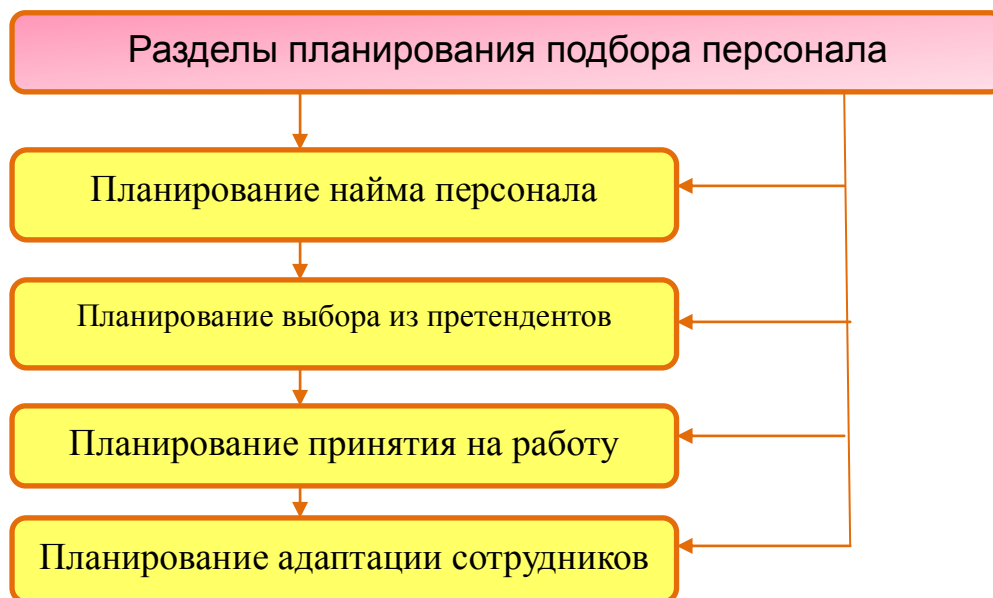 Разделы планирования подбора персонала
Планирование найма персонала
Планирование выбора из претендентов
Планирование принятия на работу
Планирование адаптации сотрудников